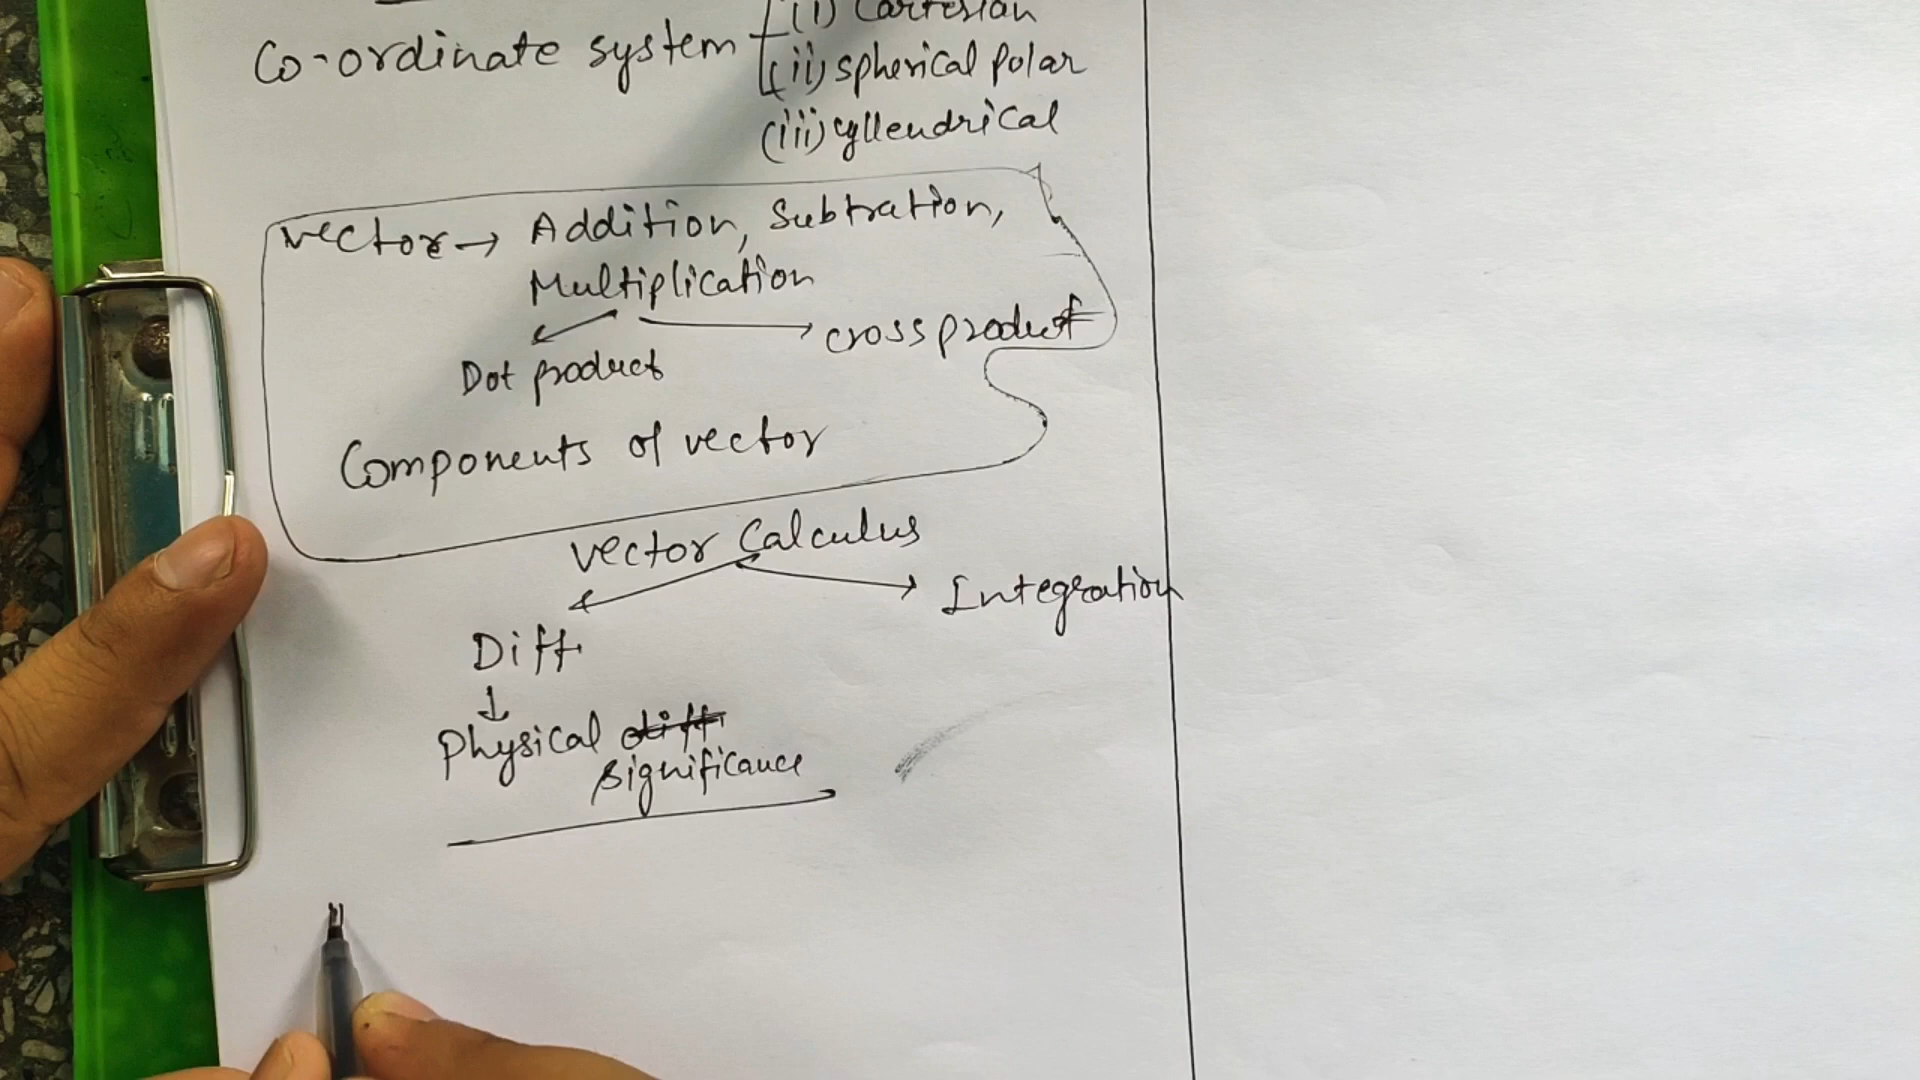 (i) Cartesian
Co-ordinate system
(ii) spherical polar
(iii) cyllendrical
vector → Addition, Subtration,
Multiplication
Dot product
cross product
Components of vector
vector Calculus
Diff.
Integration
↓
Physical diff.
significance